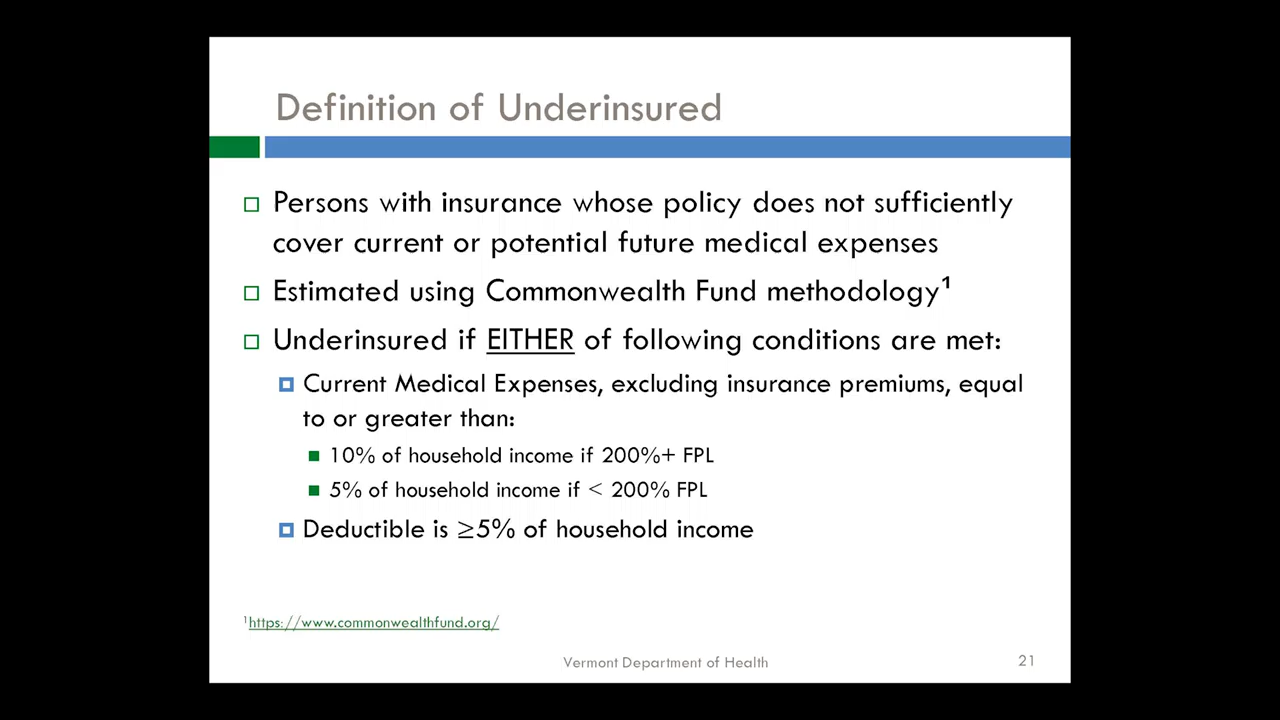 Definition of Underinsured
Persons with insurance whose policy does not sufficiently
cover current or potential future medical expenses
Estimated using Commonwealth Fund methodology¹
Underinsured if EITHER of following conditions are met:
Current Medical Expenses, excluding insurance premiums, equal
to or greater than:
10% of household income if 200%+ FPL
5% of household income if < 200% FPL
Deductible is ≥5% of household income
¹https://www.commonwealthfund.org/
Vermont Department of Health
21